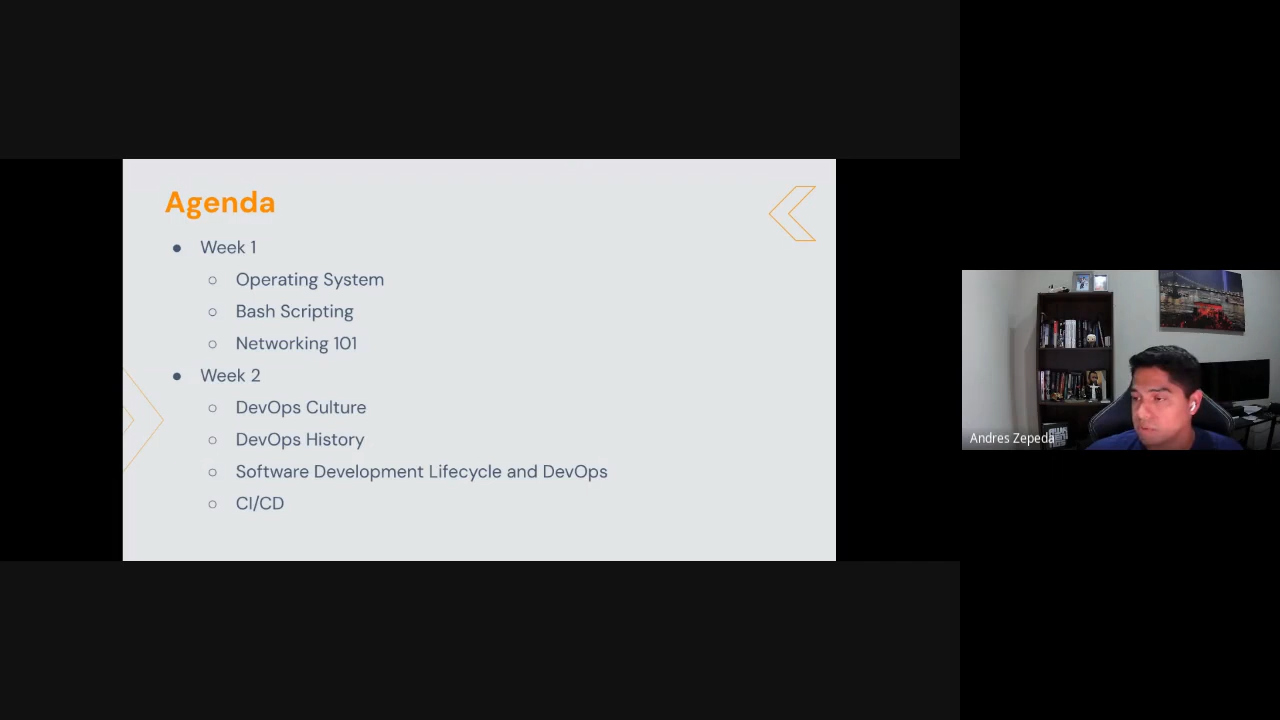 Agenda
● Week 1
○ Operating System
○ Bash Scripting
○ Networking 101
● Week 2
○ DevOps Culture
○ DevOps History
○ Software Development Lifecycle and DevOps
○ CI/CD
Andres Zepeda